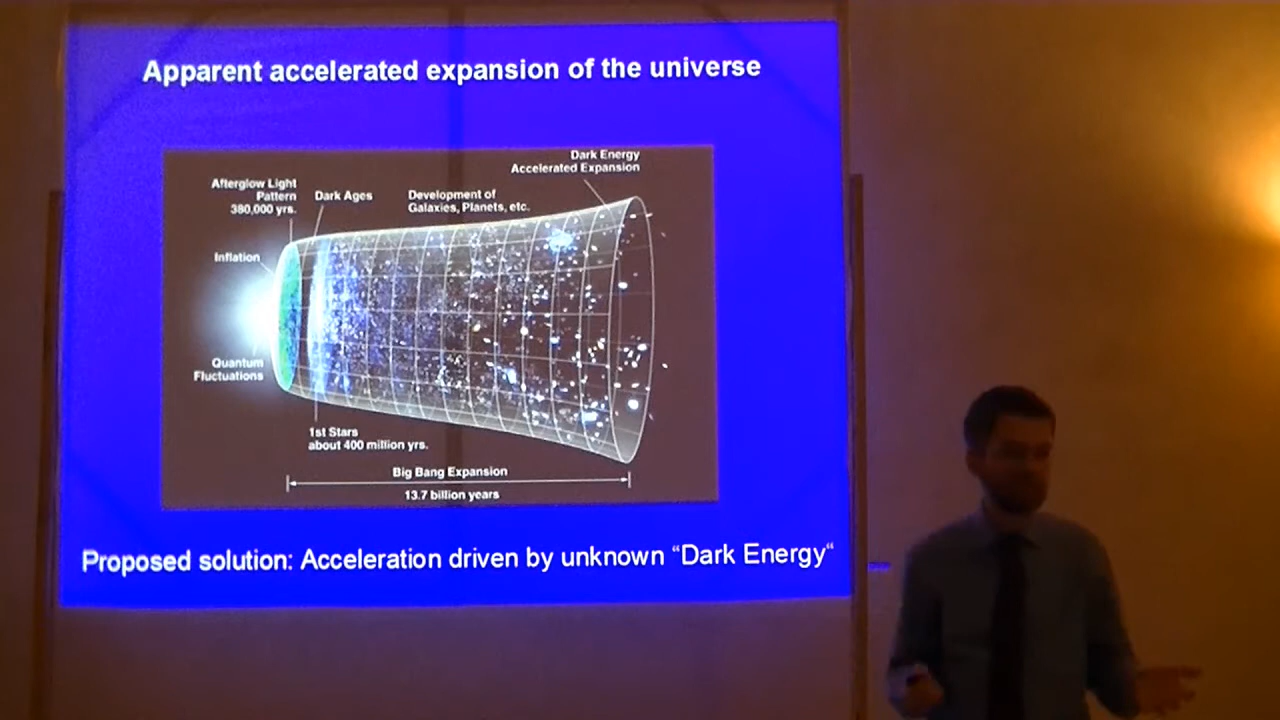 Apparent accelerated expansion of the universe
Dark Energy
Accelerated Expansion
Afterglow Light
Pattern
380,000 yrs.
Dark Ages
Development of
Galaxies, Planets, etc.
Inflation
Quantum
Fluctuations
1st Stars
about 400 million yrs.
Big Bang Expansion
13.7 billion years
Proposed solution: Acceleration driven by unknown “Dark Energy“